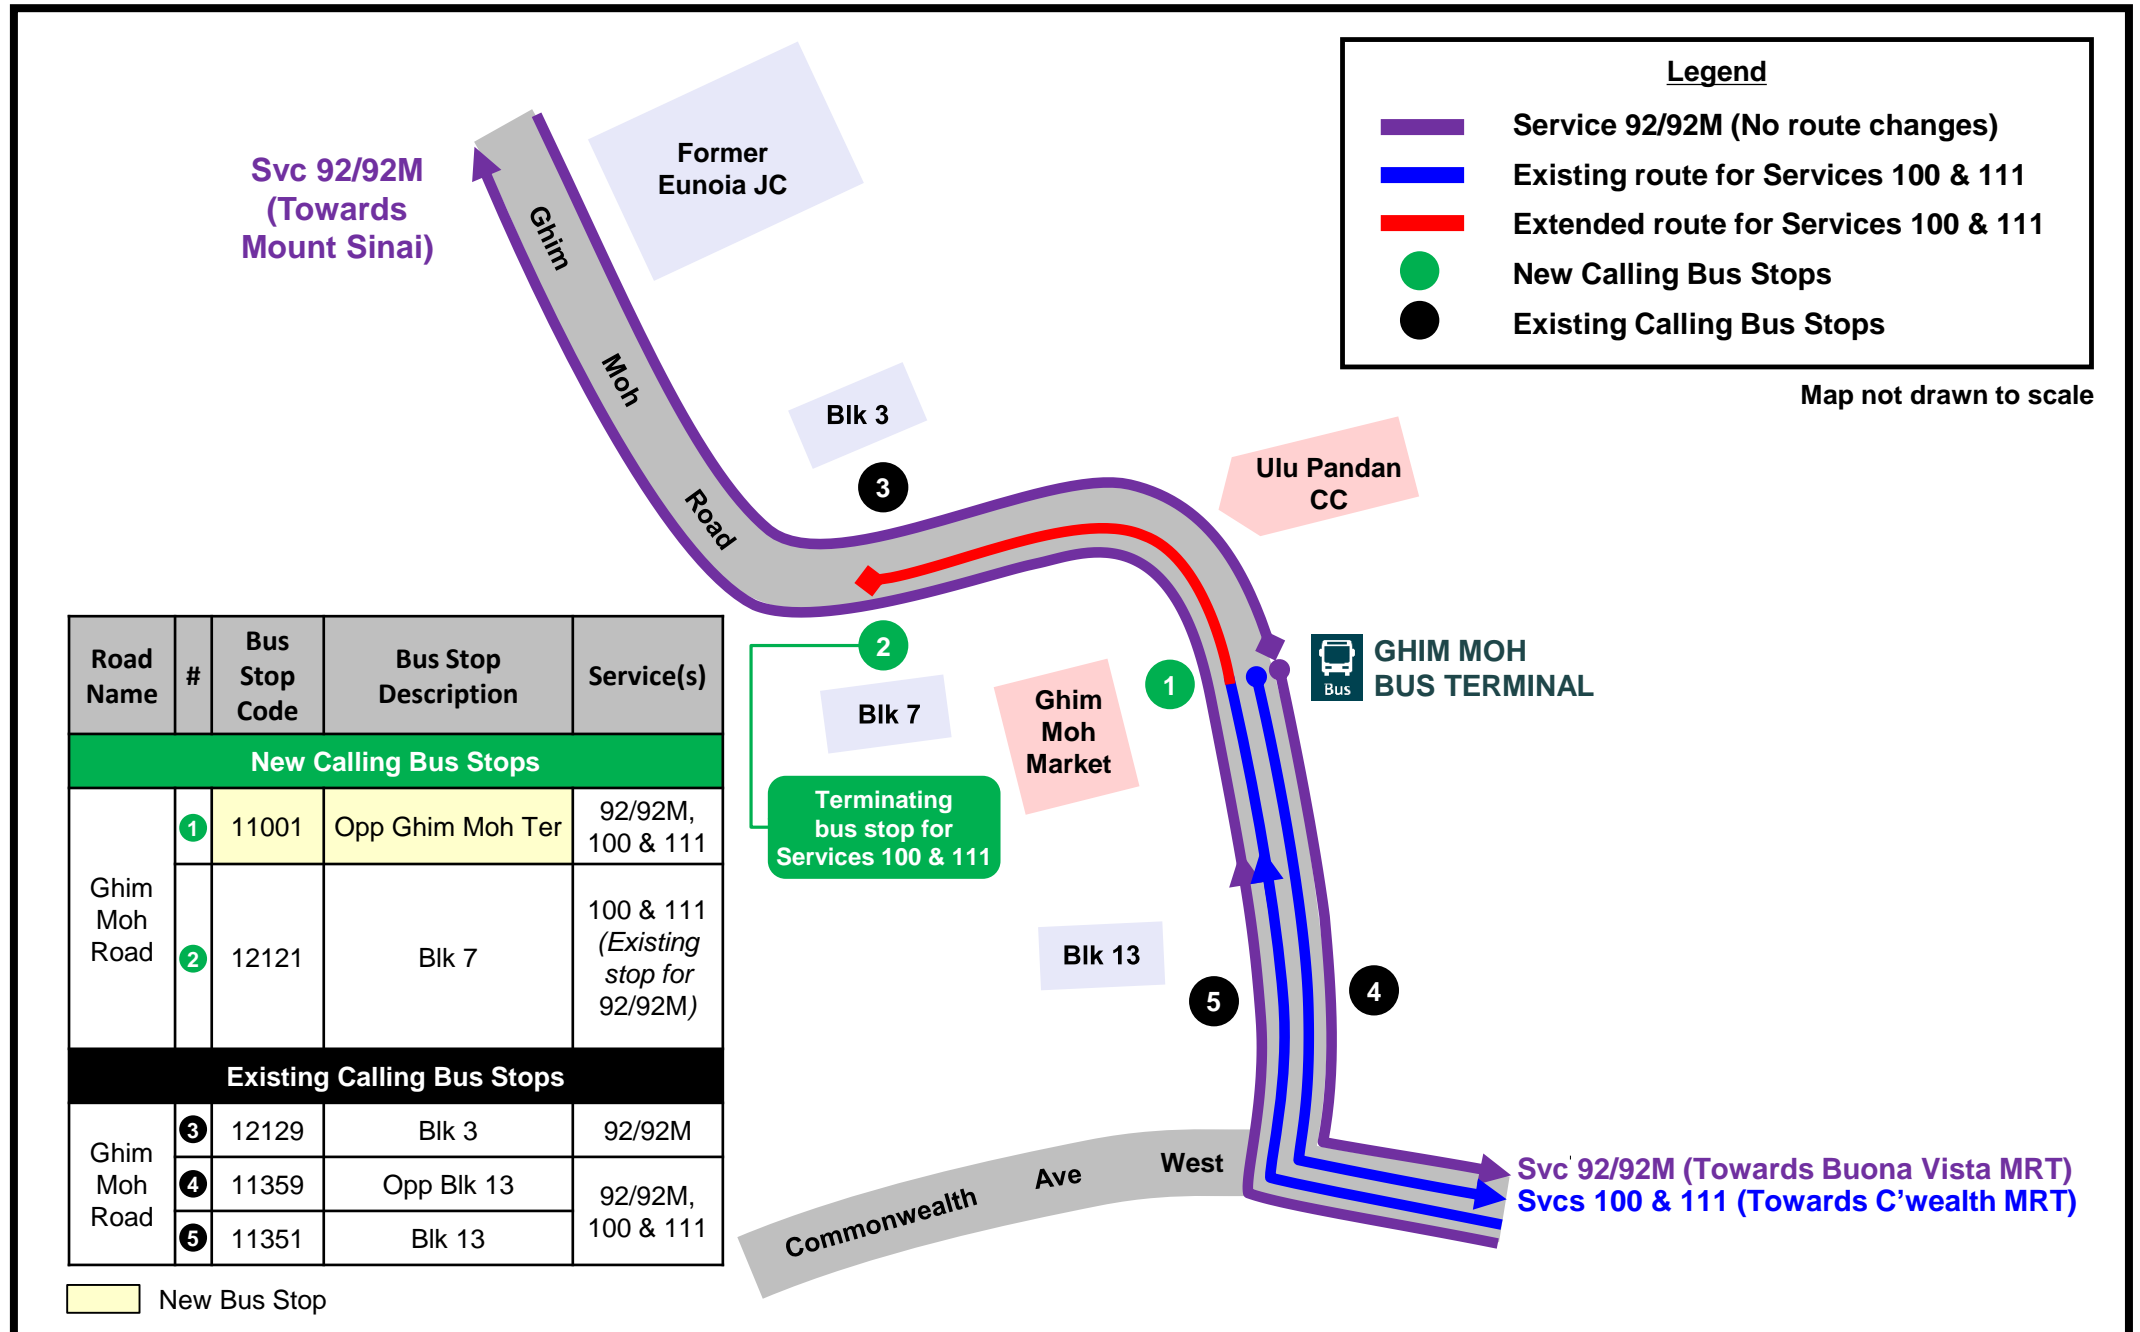 Legend
Service 92/92M (No route changes)
Existing route for Services 100 & 111
Extended route for Services 100 & 111
New Calling Bus Stops
Existing Calling Bus Stops
Map not drawn to scale
Svc 92/92M
(Towards
Mount Sinai)
Former
Eunoia JC
Ghim
Moh
Road
Blk 3
3
Ulu Pandan
CC
2
1
Blk 7
Ghim
Moh
Market
Bus
GHIM MOH
BUS TERMINAL
Terminating
bus stop for
Services 100 & 111
Blk 13
5
4
Commonwealth
Ave
West
Svc 92/92M (Towards Buona Vista MRT)
Svcs 100 & 111 (Towards C'wealth MRT)
Road
Name
#
Bus
Stop
Code
Bus Stop
Description
Service(s)
New Calling Bus Stops
Ghim
Moh
Road
1
11001
Opp Ghim Moh Ter
92/92M,
100 & 111
2
12121
Blk 7
100 & 111
(Existing
stop for
92/92M)
Existing Calling Bus Stops
Ghim
Moh
Road
3
12129
Blk 3
92/92M
4
11359
Opp Blk 13
92/92M,
100 & 111
5
11351
Blk 13
New Bus Stop